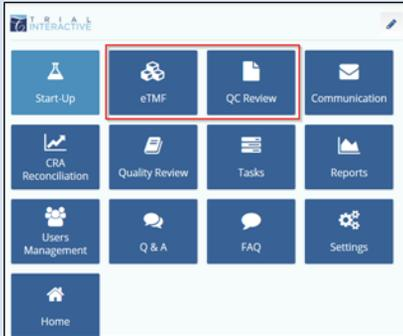 TRIAL
INTERACTIVE
Start-Up
eTMF
QC Review
Communication
CRA
Reconciliation
Quality Review
Tasks
Reports
Users
Management
Q & A
FAQ
Settings
Home